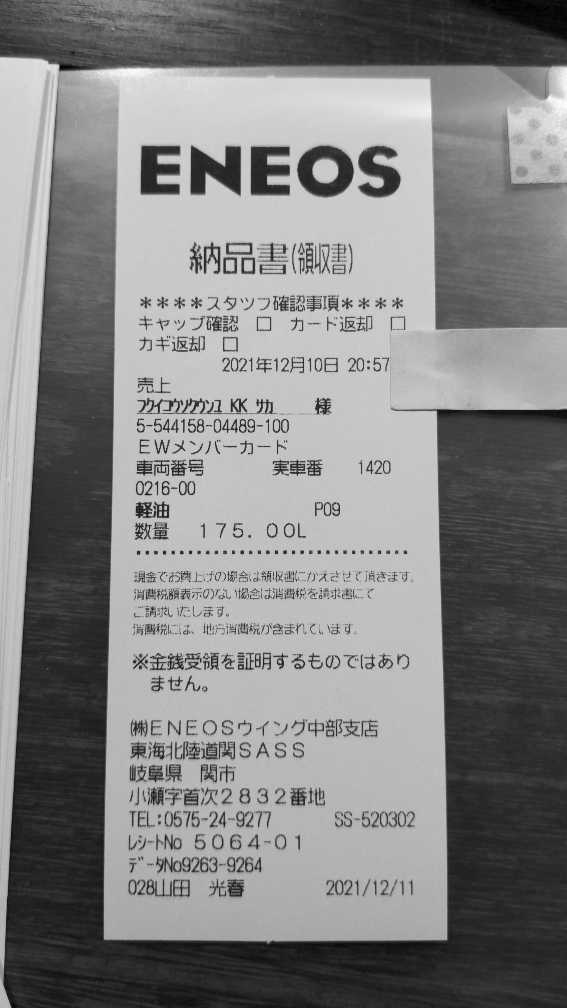 ENEOS
納品書(領収書)
＊＊＊＊スタッフ確認事項＊＊＊＊
キャップ確認 □ カード返却 □
カギ返却 □
2021年12月10日 20:57
売上
ﾌｸｲｺｳｿｸｳﾝﾕ KK ｻｶ 様
5-544158-04489-100
ＥＷメンバーカード
車両番号 実車番 1420
0216-00
軽油 P09
数量 １７５．００L
現金でお買上げの場合は領収書にかえさせて頂きます。
消費税額表示のない場合は消費税を請求書にて
ご請求いたします。
消費税には、地方消費税が含まれています。
※金銭受領を証明するものではあり
ません。
㈱ＥＮＥＯＳウイング中部支店
東海北陸道関ＳＡＳＳ
岐阜県 関市
小瀬字首次２８３２番地
TEL:0575-24-9277 SS-520302
ﾚｼｰﾄNo ５０６４-０１
ﾃﾞｰﾀNo9263-9264
028山田 光春 2021/12/11